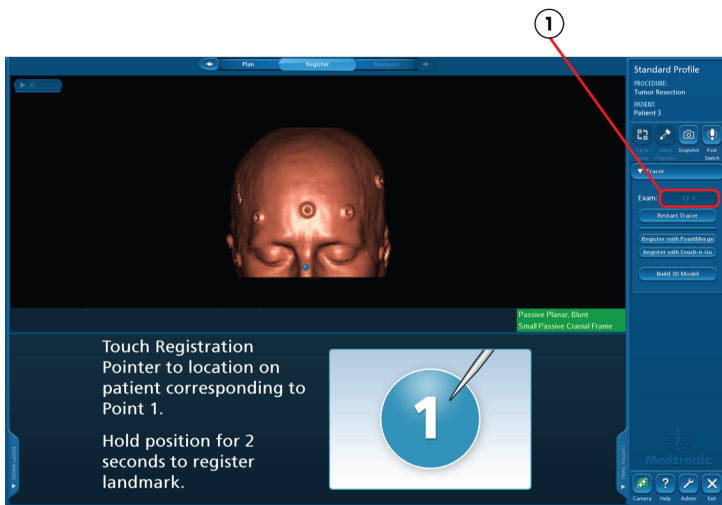 1
Plan
Register
Navigate
3D
Standard Profile
PROCEDURE:
Tumor Resection
PATIENT:
Patient 3
Snapshot
Foot
Switch
Tracer
Exam:
CT-1
Restart Tracer
Register with PointMerge
Register with Touch-n-Go
Build 3D Model
Passive Planar, Blunt
Small Passive Cranial Frame
Touch Registration
Pointer to location on
patient corresponding to
Point 1.
Hold position for 2
seconds to register
landmark.
1
CONTROL PANEL
Medtronic
Camera Help Admin Exit